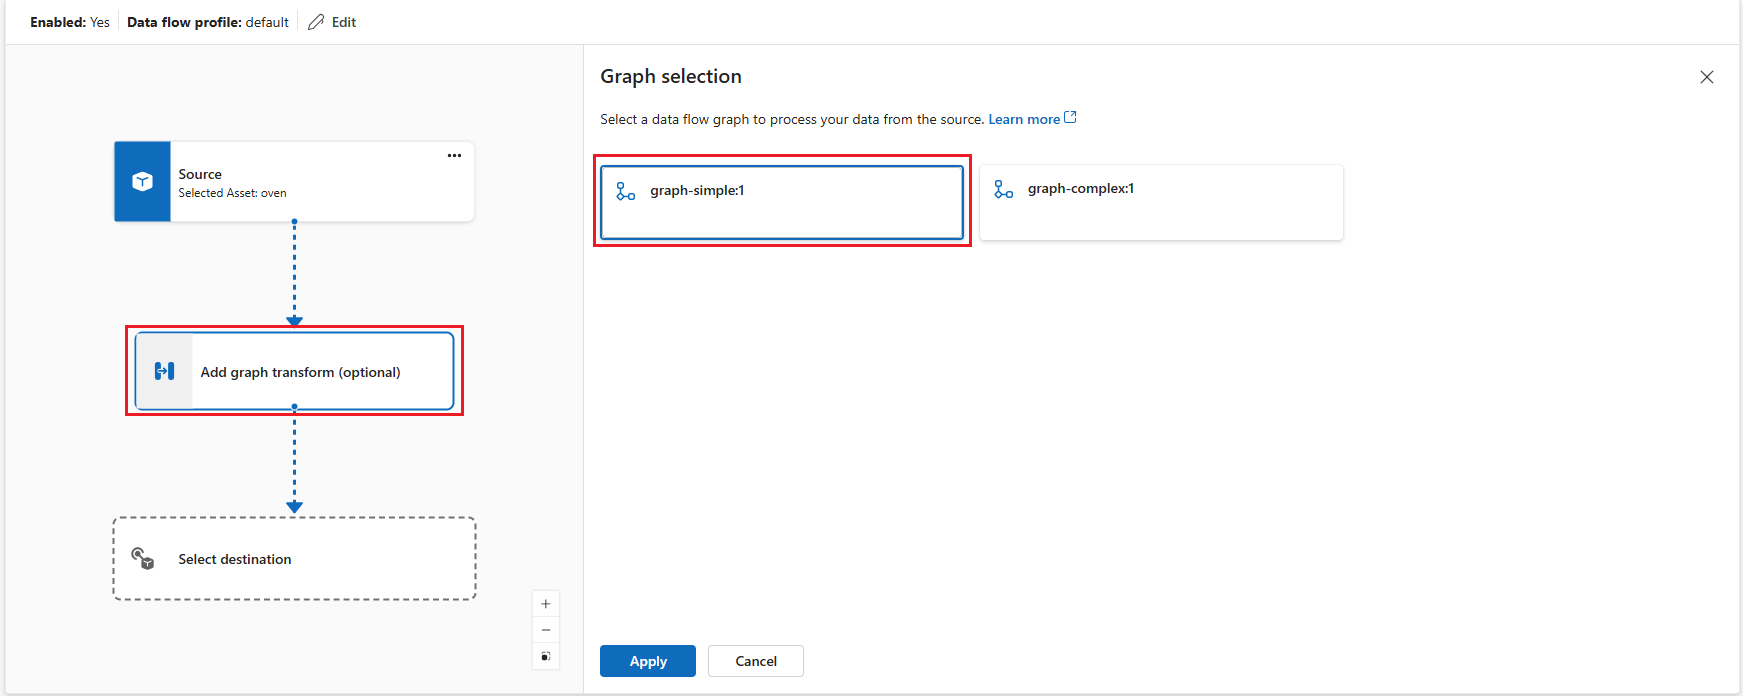 Enabled: Yes Data flow profile: default Edit
Source
Selected Asset: oven
Add graph transform (optional)
Select destination
Graph selection
Select a data flow graph to process your data from the source. Learn more
graph-simple:1
graph-complex:1
Apply
Cancel